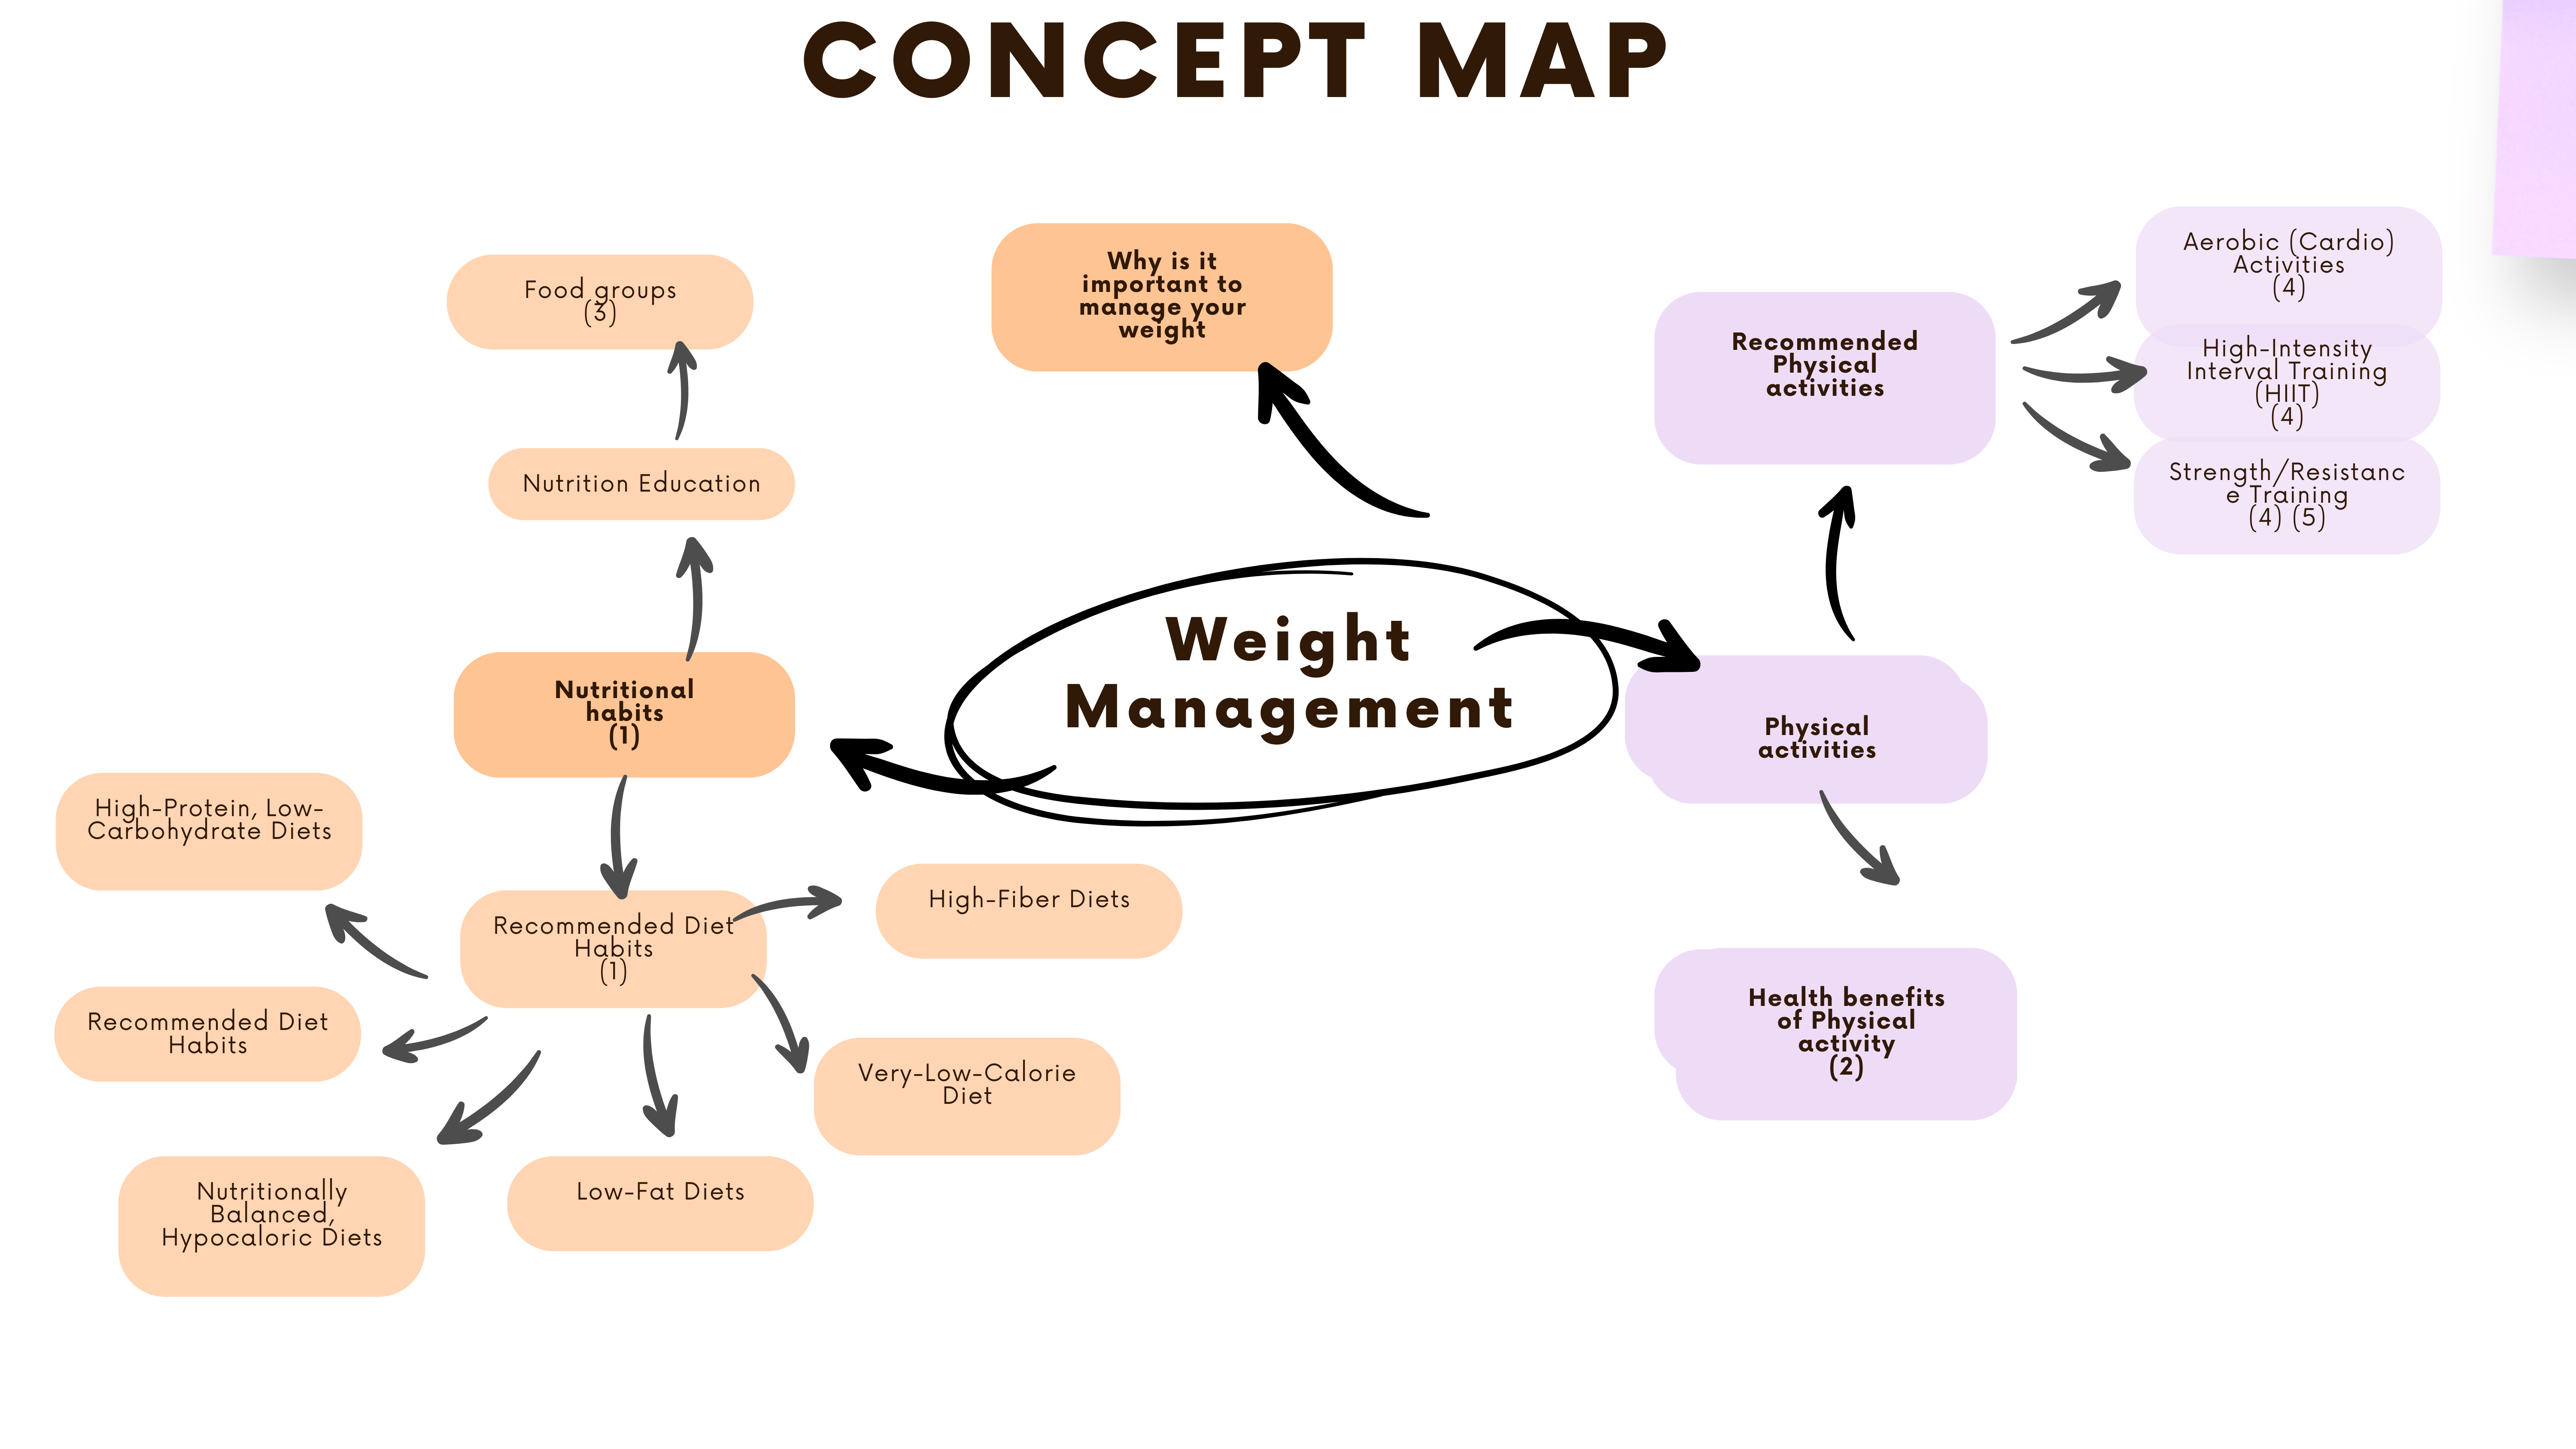 CONCEPT MAP
Why is it
important to
manage your
weight
Food groups
(3)
Nutrition Education
Nutritional
habits
(1)
Weight
Management
Recommended
Physical
activities
Aerobic (Cardio)
Activities
(4)
High-Intensity
Interval Training
(HIIT)
(4)
Strength/Resistanc
e Training
(4) (5)
Physical
activities
Health benefits
of Physical
activity
(2)
High-Protein, Low-
Carbohydrate Diets
Recommended Diet
Habits
(1)
High-Fiber Diets
Recommended Diet
Habits
Very-Low-Calorie
Diet
Nutritionally
Balanced,
Hypocaloric Diets
Low-Fat Diets